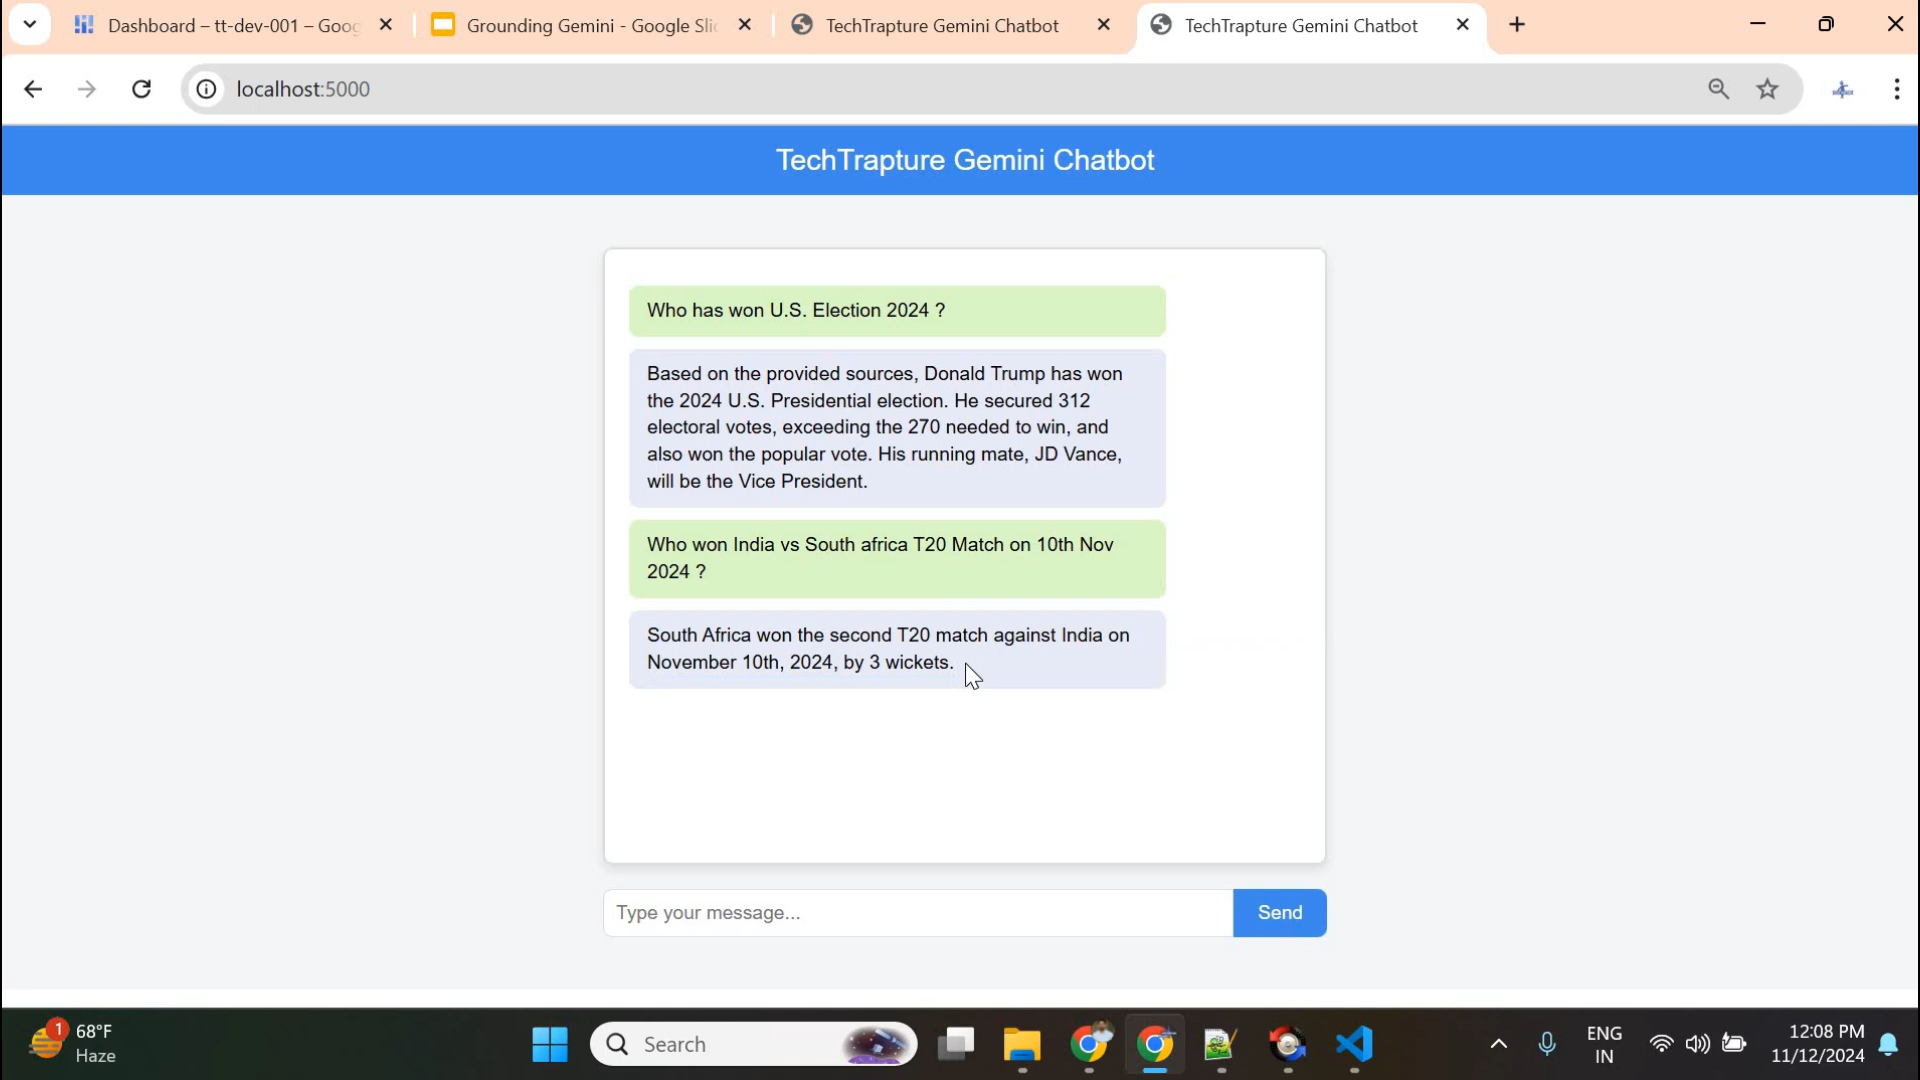 Dashboard – tt-dev-001 – Goog
Grounding Gemini - Google Slid
TechTrapture Gemini Chatbot
TechTrapture Gemini Chatbot
localhost:5000
TechTrapture Gemini Chatbot
Who has won U.S. Election 2024 ?
Based on the provided sources, Donald Trump has won
the 2024 U.S. Presidential election. He secured 312
electoral votes, exceeding the 270 needed to win, and
also won the popular vote. His running mate, JD Vance,
will be the Vice President.
Who won India vs South africa T20 Match on 10th Nov
2024 ?
South Africa won the second T20 match against India on
November 10th, 2024, by 3 wickets.
Type your message...
Send
1
68°F
Haze
Search
ENG
IN
12:08 PM
11/12/2024